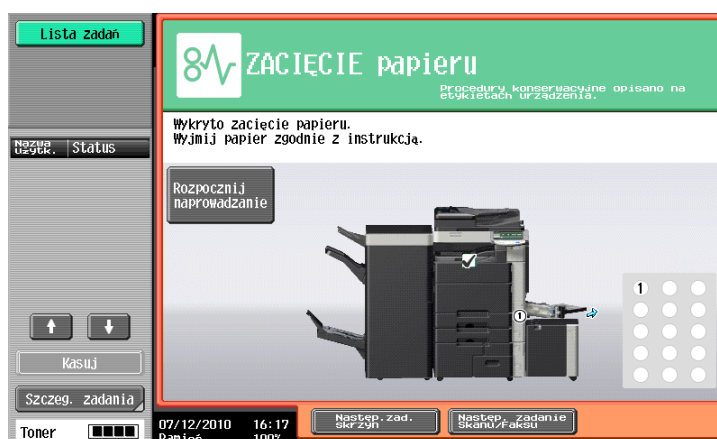 Lista zadań
ZACIĘCIE papieru
Procedury konserwacyjne opisano na
etykietach urządzenia.
Wykryto zacięcie papieru.
Wyjmij papier zgodnie z instrukcją.
Nazwa
użytk.
Status
Rozpocznij
naprowadzanie
1
1
Kasuj
Szczeg. zadania
Toner
07/12/2010 16:17
Pamięć 100%
Następ.zad.
skrzyń
Następ. zadanie
Skanu/Faksu